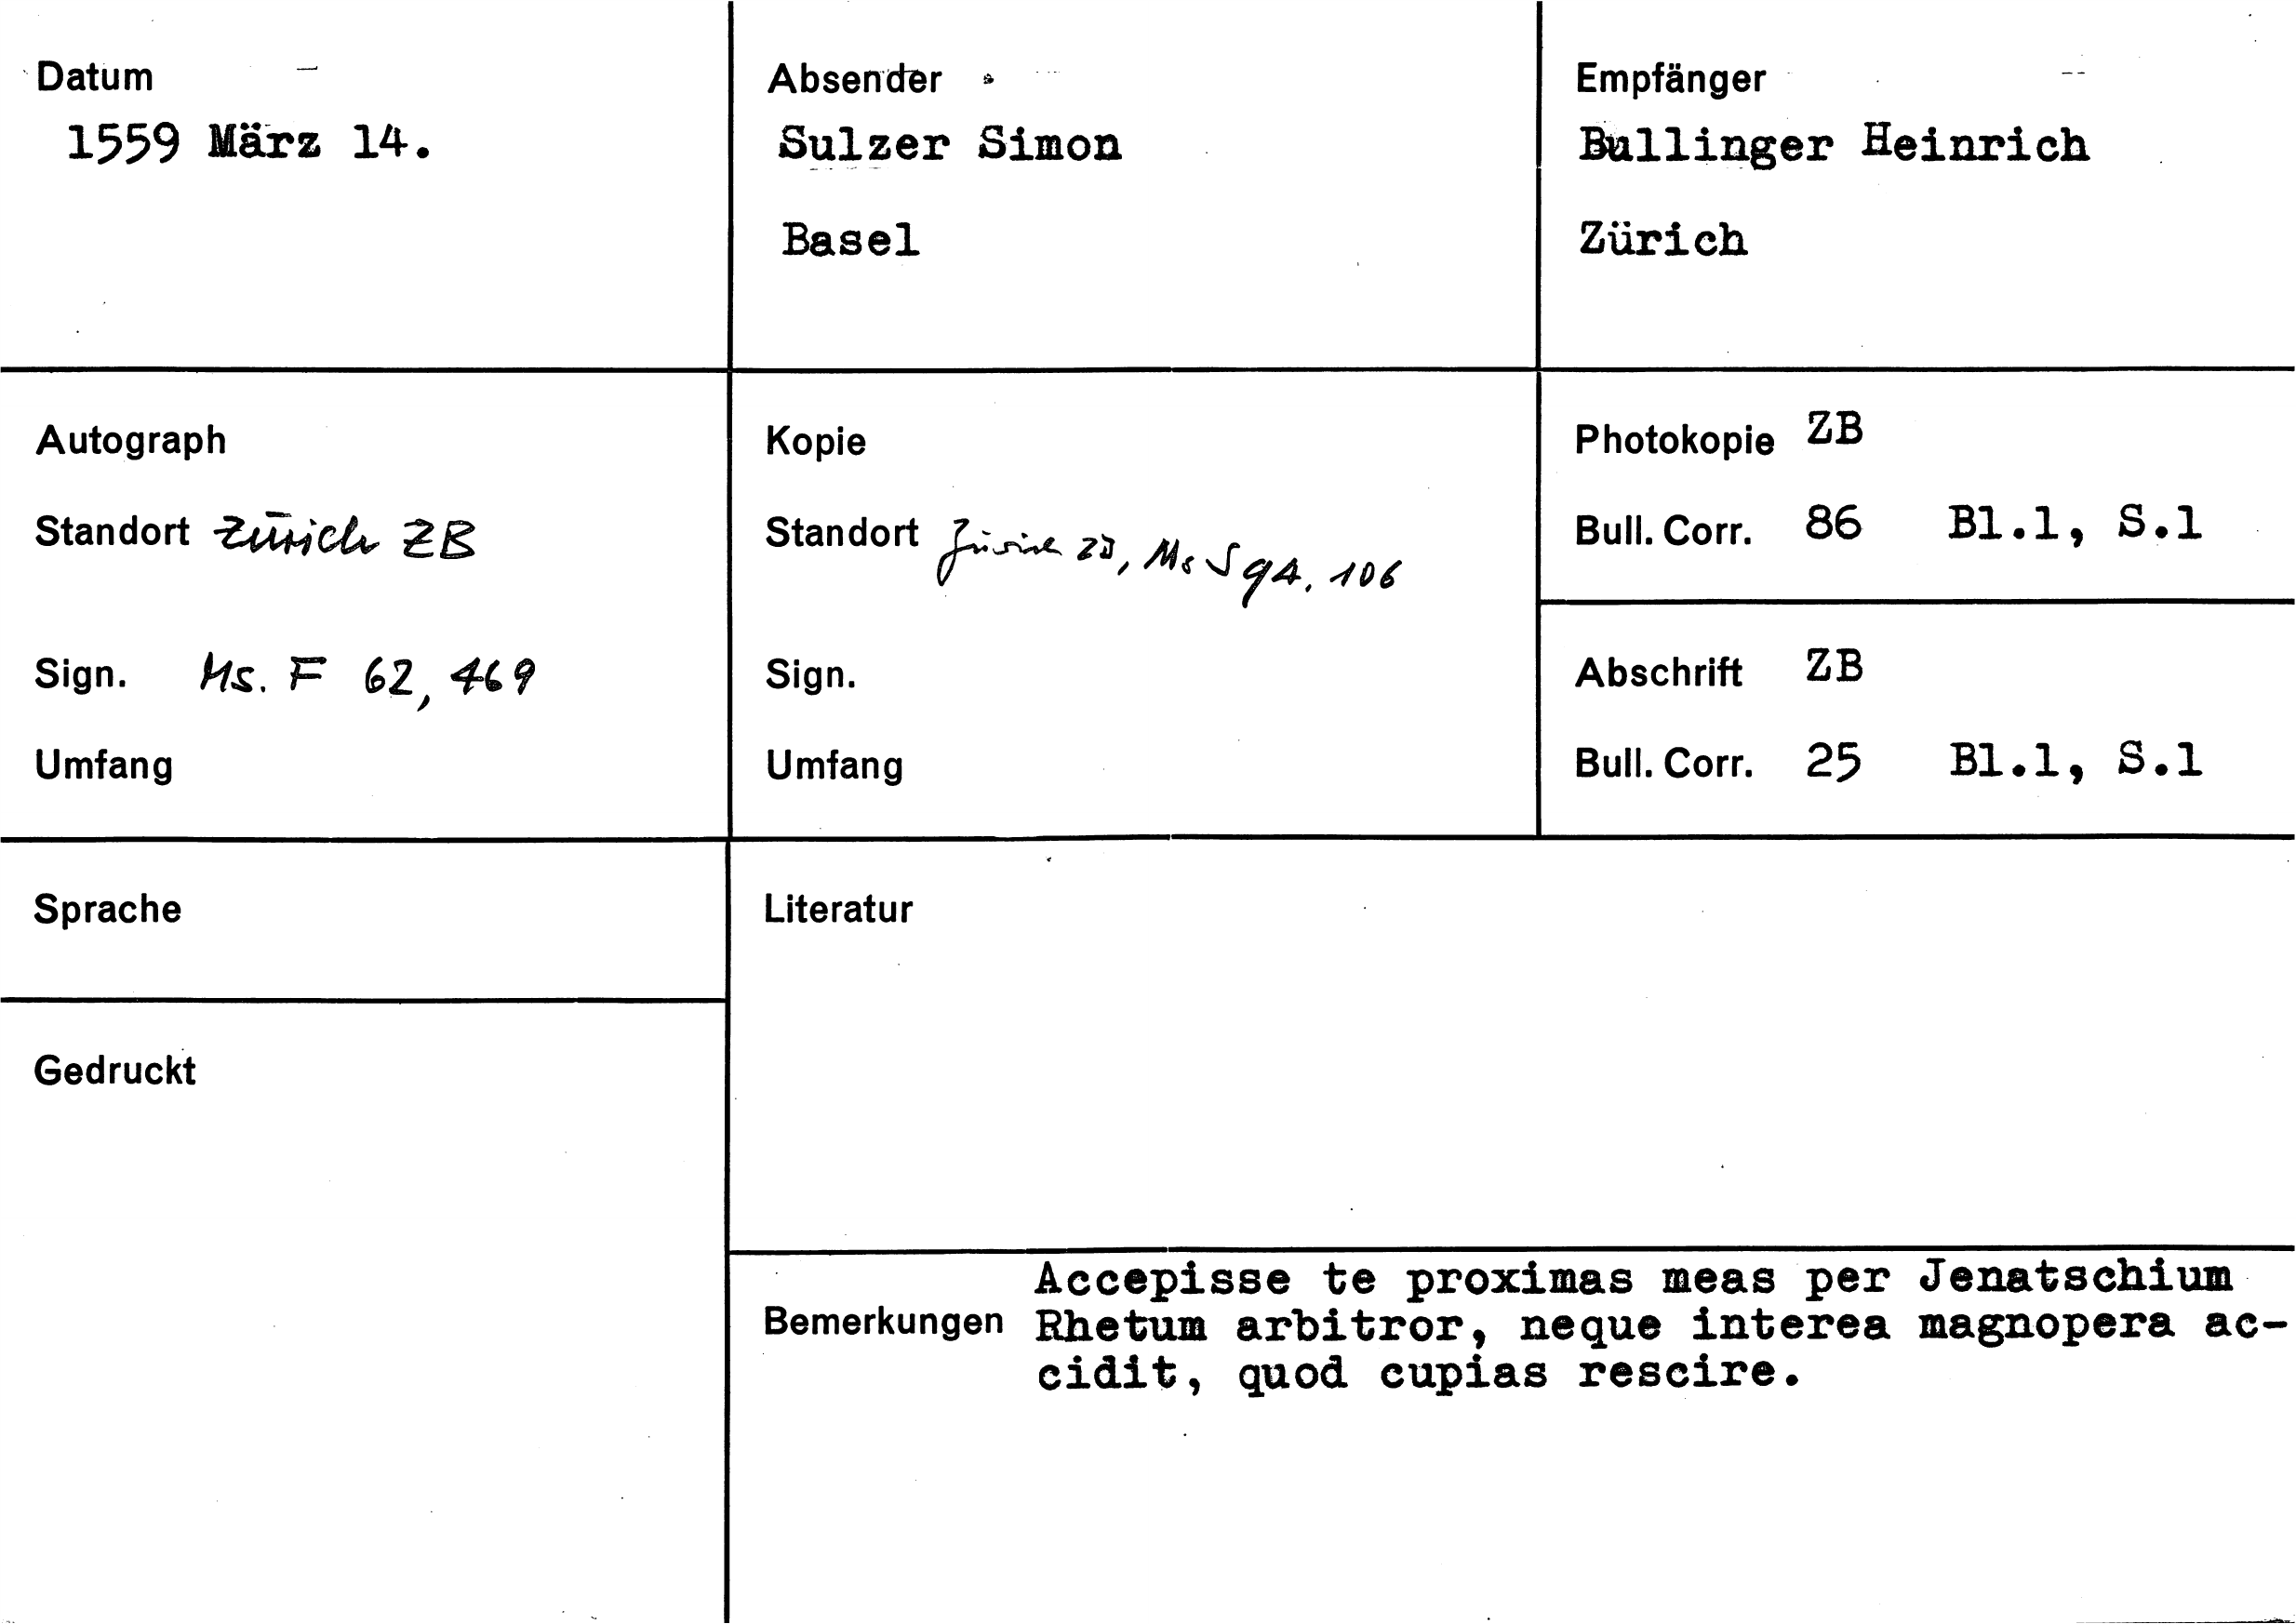 Datum
1559 März 14.
Absender
Sulzer Simon
Basel
Empfänger
Bullinger Heinrich
Zürich
Autograph
Standort Zürich ZB
Sign. Ms. F 62, 469
Umfang
Kopie
Standort Zürich ZB, Ms S 94, 106
Sign.
Umfang
Photokopie ZB
Bull. Corr. 86 Bl.1, S.1
Abschrift ZB
Bull. Corr. 25 Bl.1, S.1
Sprache
Gedruckt
Literatur
Bemerkungen
Accepisse te proximas meas per Jenatschium
Rhetum arbitror, neque interea magnopera ac-
cidit, quod cupias rescire.